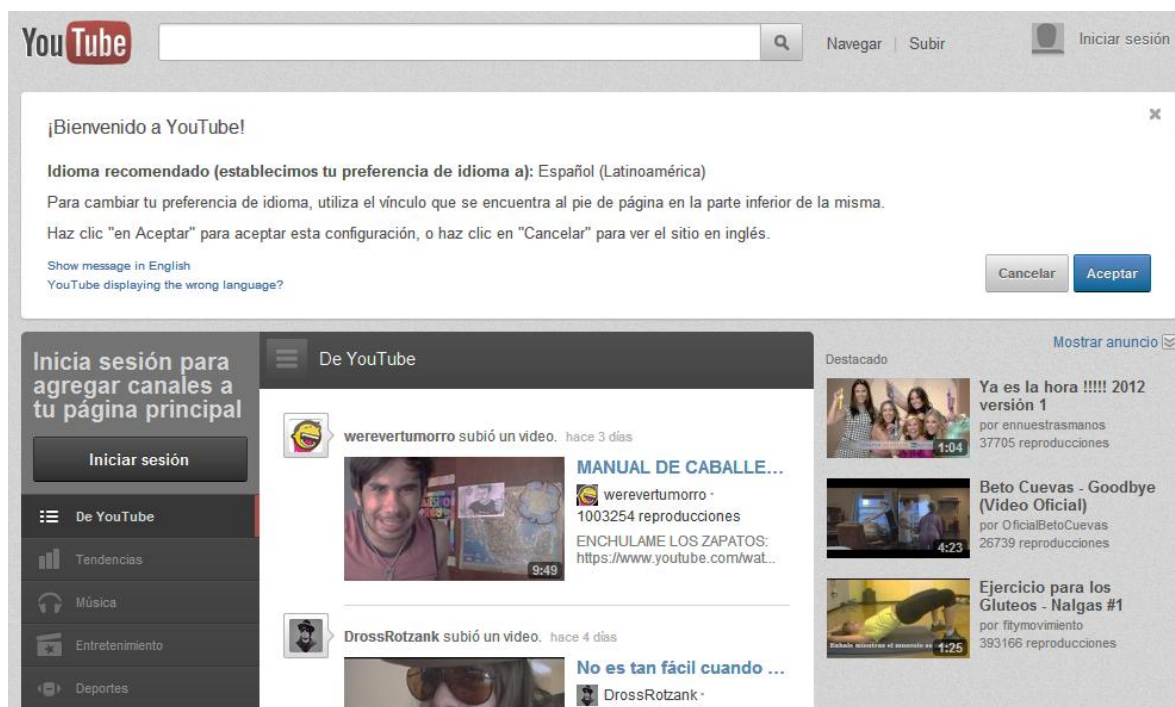 YouTube
Navegar | Subir
Iniciar sesión
¡Bienvenido a YouTube!
Idioma recomendado (establecimos tu preferencia de idioma a): Español (Latinoamérica)
Para cambiar tu preferencia de idioma, utiliza el vínculo que se encuentra al pie de página en la parte inferior de la misma.
Haz clic "en Aceptar" para aceptar esta configuración, o haz clic en "Cancelar" para ver el sitio en inglés.
Show message in English
YouTube displaying the wrong language?
Cancelar
Aceptar
Inicia sesión para
agregar canales a
tu página principal
Iniciar sesión
De YouTube
Tendencias
Música
Entretenimiento
Deportes
De YouTube
werevertumorro subió un video. hace 3 días
9:49
MANUAL DE CABALLE...
werevertumorro ·
1003254 reproducciones
ENCHULAME LOS ZAPATOS:
https://www.youtube.com/wat...
DrossRotzank subió un video. hace 4 días
No es tan fácil cuando ...
DrossRotzank ·
Mostrar anuncio
Destacado
1:04
Ya es la hora !!!!! 2012
versión 1
por ennuestrasmanos
37705 reproducciones
4:23
Beto Cuevas - Goodbye
(Video Oficial)
por OficialBetoCuevas
26739 reproducciones
1:25
Ejercicio para los
Gluteos - Nalgas #1
por fitymovimiento
393166 reproducciones